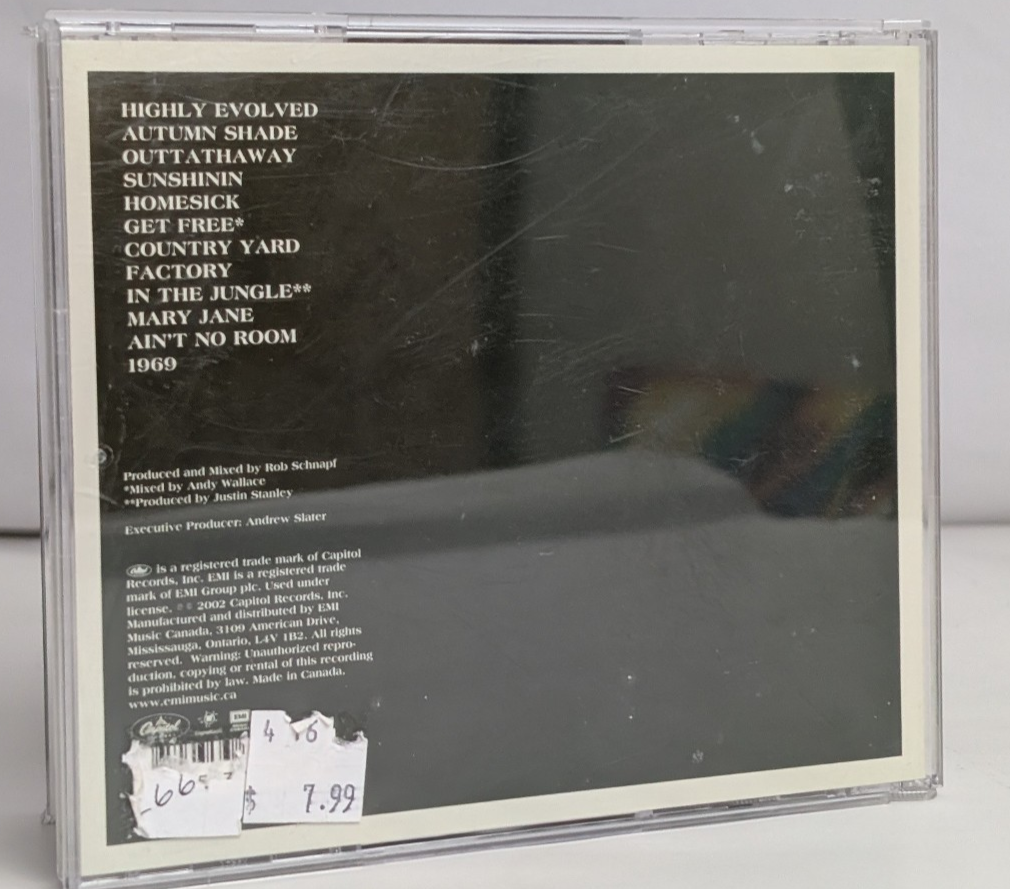 HIGHLY EVOLVED
AUTUMN SHADE
OUTTATHAWAY
SUNSHININ
HOMESICK
GET FREE*
COUNTRY YARD
FACTORY
IN THE JUNGLE**
MARY JANE
AIN'T NO ROOM
1969
Produced and Mixed by Rob Schnapf
*Mixed by Andy Wallace
**Produced by Justin Stanley
Executive Producer: Andrew Slater
is a registered trade mark of Capitol
Records, Inc. EMI is a registered trade
mark of EMI Group plc. Used under
license. ℗ © 2002 Capitol Records, Inc.
Manufactured and distributed by EMI
Music Canada, 3109 American Drive,
Mississauga, Ontario, L4V 1B2. All rights
reserved. Warning: Unauthorized repro-
duction, copying or rental of this recording
is prohibited by law. Made in Canada.
www.emimusic.ca
Capitol
EMI
$ 7.99